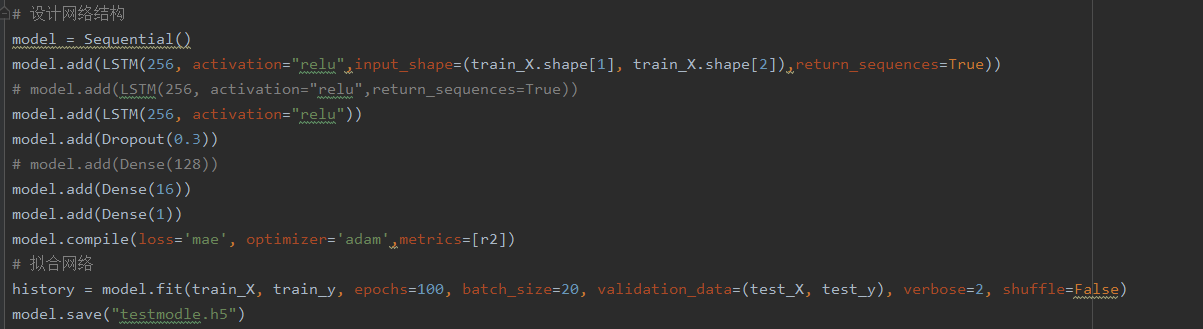 # 设计网络结构
model = Sequential()
model.add(LSTM(256, activation="relu",input_shape=(train_X.shape[1], train_X.shape[2]),return_sequences=True))
# model.add(LSTM(256, activation="relu",return_sequences=True))
model.add(LSTM(256, activation="relu"))
model.add(Dropout(0.3))
# model.add(Dense(128))
model.add(Dense(16))
model.add(Dense(1))
model.compile(loss='mae', optimizer='adam',metrics=[r2])
# 拟合网络
history = model.fit(train_X, train_y, epochs=100, batch_size=20, validation_data=(test_X, test_y), verbose=2, shuffle=False)
model.save("testmodle.h5")